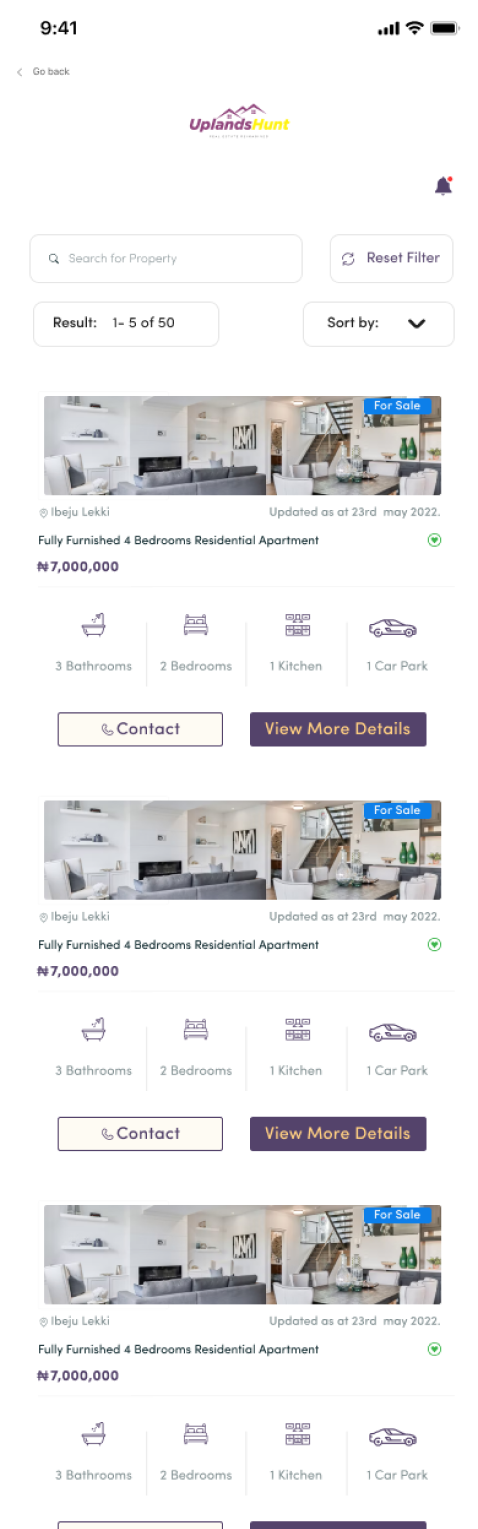 9:41
Go back
UplandsHunt
Search for Property
Reset Filter
Result: 1- 5 of 50
Sort by:
For Sale
Ibeju Lekki
Updated as at 23rd may 2022.
Fully Furnished 4 Bedrooms Residential Apartment
₦7,000,000
3 Bathrooms
2 Bedrooms
1 Kitchen
1 Car Park
Contact
View More Details
For Sale
Ibeju Lekki
Updated as at 23rd may 2022.
Fully Furnished 4 Bedrooms Residential Apartment
₦7,000,000
3 Bathrooms
2 Bedrooms
1 Kitchen
1 Car Park
Contact
View More Details
For Sale
Ibeju Lekki
Updated as at 23rd may 2022.
Fully Furnished 4 Bedrooms Residential Apartment
₦7,000,000
3 Bathrooms
2 Bedrooms
1 Kitchen
1 Car Park